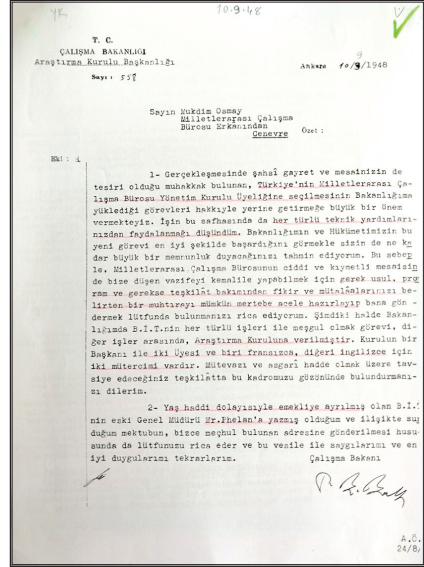 10.9.48
T. C.
ÇALIŞMA BAKANLIĞI
Araştırma Kurulu Başkanlığı
Sayı: 558
Ankara 10/9/1948
9
Sayın Mukdim Osmay
Milletlerarası Çalışma
Bürosu Erkanından
Genevre
Özet :
Eki :
1- Gerçekleşmesinde şahsî gayret ve mesainizin de
tesiri olduğu muhakkak bulunan, Türkiye'nin Milletlerarası Ça-
lışma Bürosu Yönetim Kurulu Üyeliğine seçilmesinin Bakanlığıma
yüklediği görevleri hakkıyle yerine getirmeğe büyük bir önem
vermekteyiz. İşin bu safhasında da her türlü teknik yardımları-
nızdan faydalanmağı düşündüm. Bakanlığımın ve Hükümetimizin bu
yeni görevi en iyi şekilde başardığını görmekle sizin de ne ka
dar büyük bir memnunluk duyacağınızı tahmin ediyorum. Bu sebep
le, Milletlerarası Çalışma Bürosunun ciddi ve kıymetli mesaisin
de bize düşen vazifeyi kemalile yapabilmek için gerek usul, prog
ram ve gerekse teşkilât bakımından fikir ve mütalâalarınızı be-
lirten bir muhtırayı mümkün mertebe acele hazırlayıp bana gön-
dermek lütfunda bulunmanızı rica ediyorum. Şimdiki halde Bakan-
lığımda B.İ.T.nin her türlü işleri ile meşgul olmak görevi, di-
ğer işler arasında, Araştırma Kuruluna verilmiştir. Kurulun bir
Başkanı ile iki Üyesi ve biri fransızca, diğeri ingilizce için
iki mütercimi vardır. Mütevazı ve asgarî hadde olmak üzere tav-
siye edeceğiniz teşkilâtta bu kadromuzu gözönünde bulundurmanı-
zı dilerim.
2- Yaş haddi dolayısiyle emekliye ayrılmış olan B.İ.T
nin eski Genel Müdürü Mr.Phelan'a yazmış olduğum ve ilişikte sun
duğum mektubun, bizce meçhul bulunan adresine gönderilmesi husu-
sunda da lutfunuzu rica eder ve bu vesile ile saygılarımı ve en
iyi duygularımı tekrarlarım.
Çalışma Bakanı
A.Ö.
24/8/